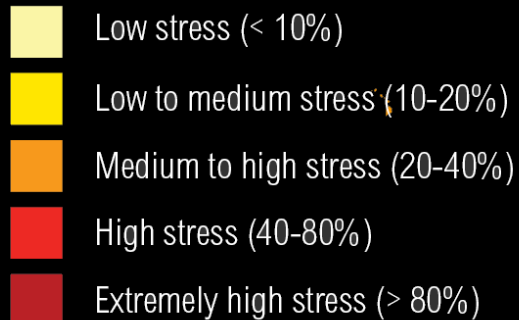 Low stress (< 10%)
Low to medium stress (10-20%)
Medium to high stress (20-40%)
High stress (40-80%)
Extremely high stress (> 80%)